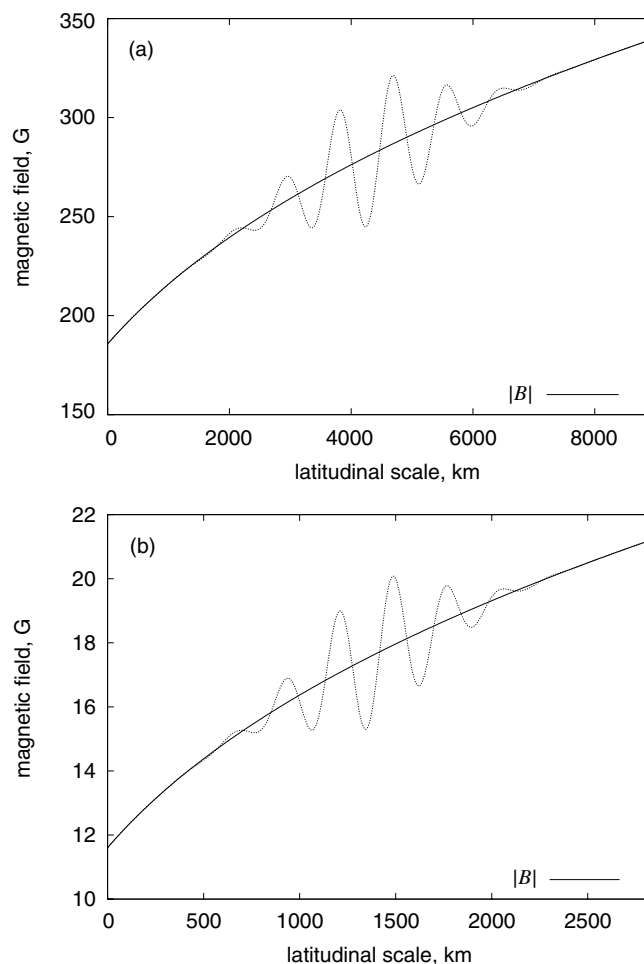 350
(a)
300
magnetic field, G
250
200
|B|
150
0 2000 4000 6000 8000
latitudinal scale, km
22
(b)
20
18
magnetic field, G
16
14
12
|B|
10
0 500 1000 1500 2000 2500
latitudinal scale, km